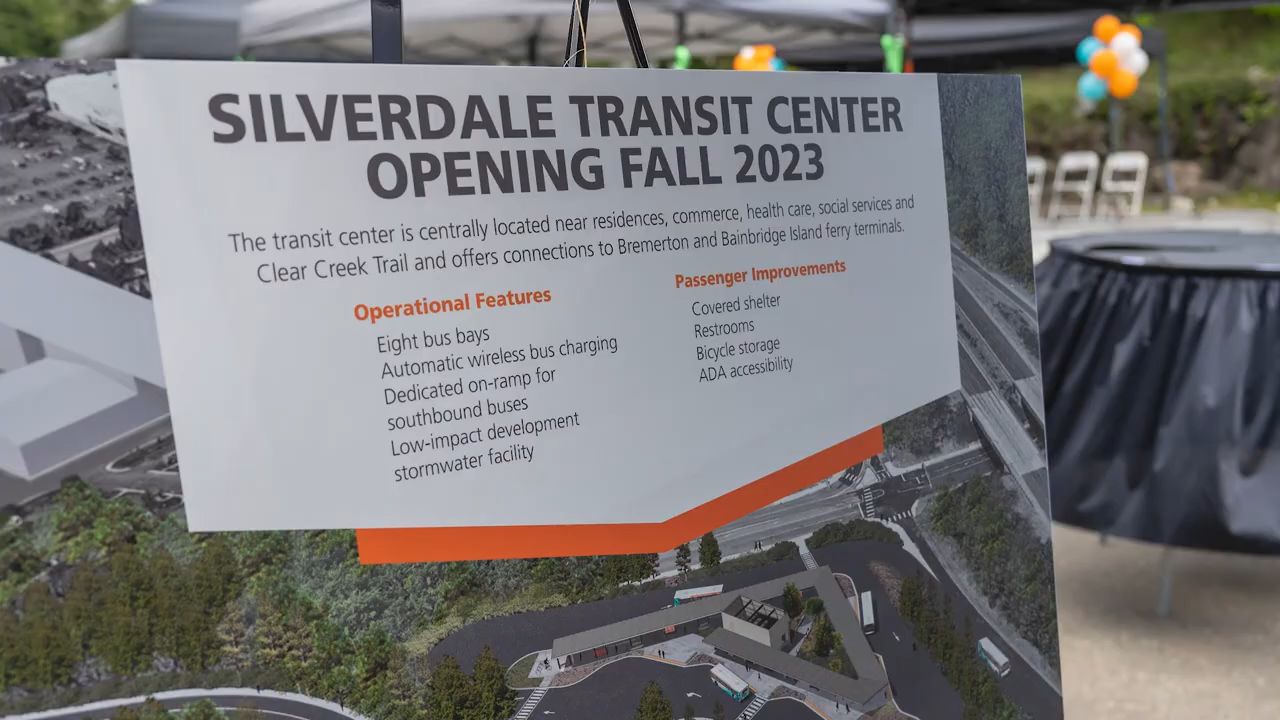 SILVERDALE TRANSIT CENTER
OPENING FALL 2023
The transit center is centrally located near residences, commerce, health care, social services and
Clear Creek Trail and offers connections to Bremerton and Bainbridge Island ferry terminals.
Operational Features
Eight bus bays
Automatic wireless bus charging
Dedicated on-ramp for
southbound buses
Low-impact development
stormwater facility
Passenger Improvements
Covered shelter
Restrooms
Bicycle storage
ADA accessibility